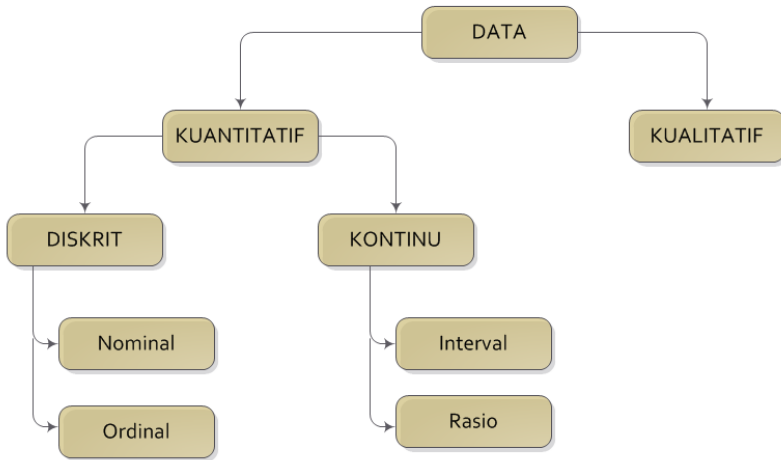 DATA
KUANTITATIF
KUALITATIF
DISKRIT
KONTINU
Nominal
Interval
Ordinal
Rasio